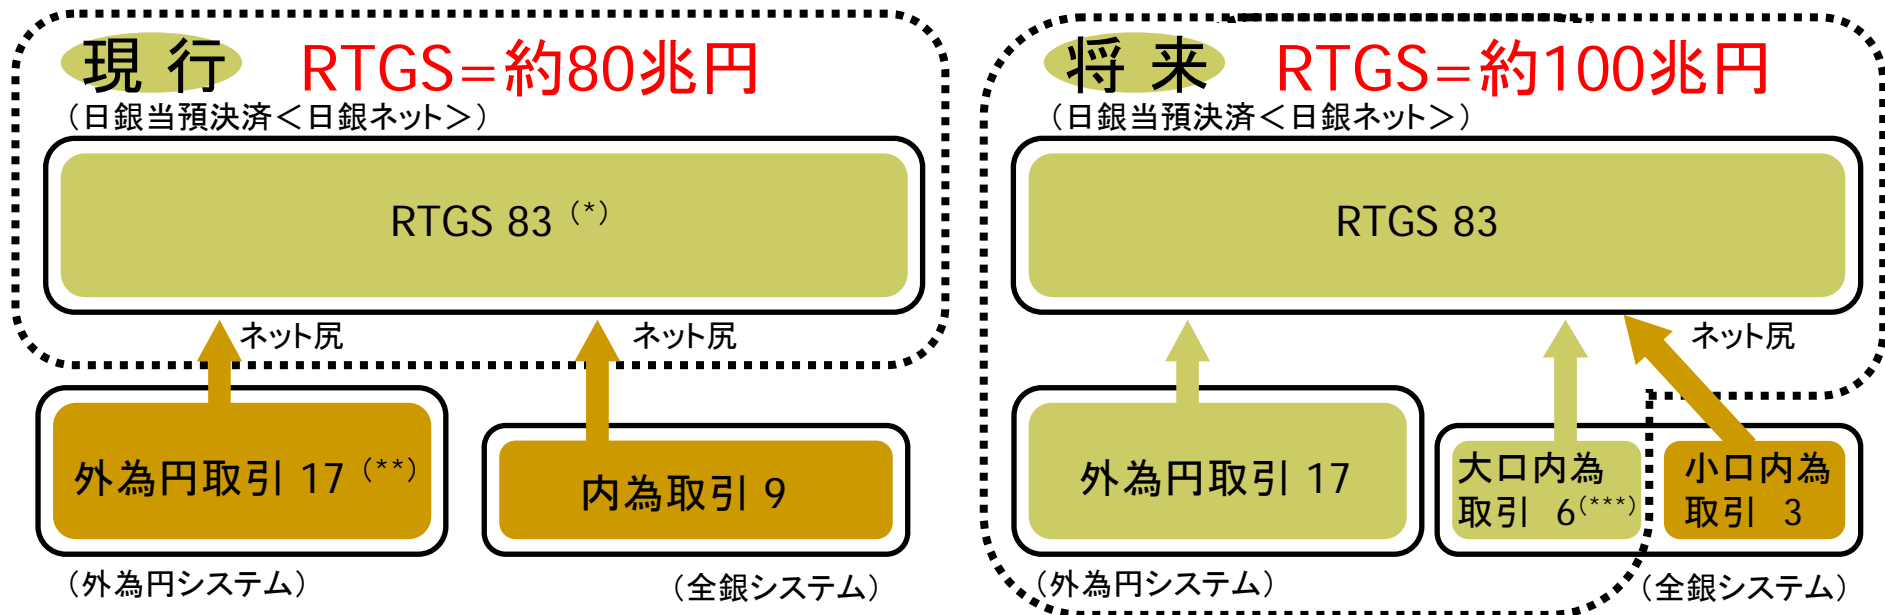 現 行
RTGS=約80兆円
（日銀当預決済＜日銀ネット＞）
RTGS 83 (*)
ネット尻
ネット尻
外為円取引 17 (**)
内為取引 9
（外為円システム）
（全銀システム）
将 来
RTGS=約100兆円
（日銀当預決済＜日銀ネット＞）
RTGS 83
ネット尻
外為円取引 17
大口内為
取引 6(***)
小口内為
取引 3
（外為円システム）
（全銀システム）